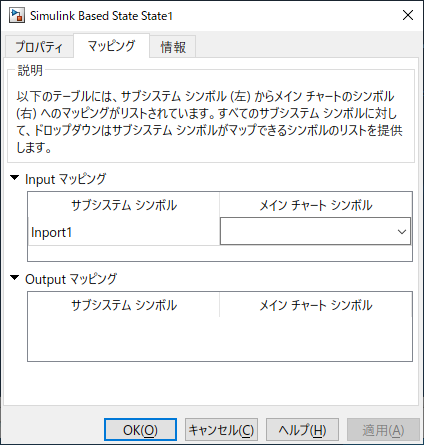 Simulink Based State State1
プロパティ マッピング 情報
説明
以下のテーブルには、サブシステム シンボル (左) からメイン チャートのシンボル
(右) へのマッピングがリストされています。すべてのサブシステム シンボルに対し
て、ドロップダウンはサブシステム シンボルがマップできるシンボルのリストを提供
します。
Input マッピング
サブシステム シンボル メイン チャート シンボル
Inport1
Output マッピング
サブシステム シンボル メイン チャート シンボル
OK(O) キャンセル(C) ヘルプ(H) 適用(A)